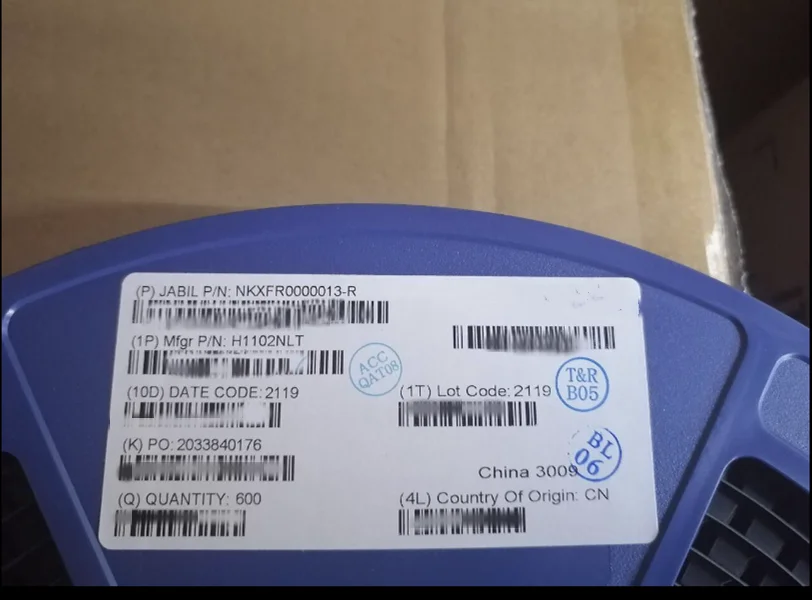 (P) JABIL P/N: NKXFR0000013-R
(1P) Mfgr P/N: H1102NLT
ACC
QAT08
(10D) DATE CODE: 2119
(1T) Lot Code: 2119
T&R
B05
(K) PO: 2033840176
BL
06
China 3009
(Q) QUANTITY: 600
(4L) Country Of Origin: CN